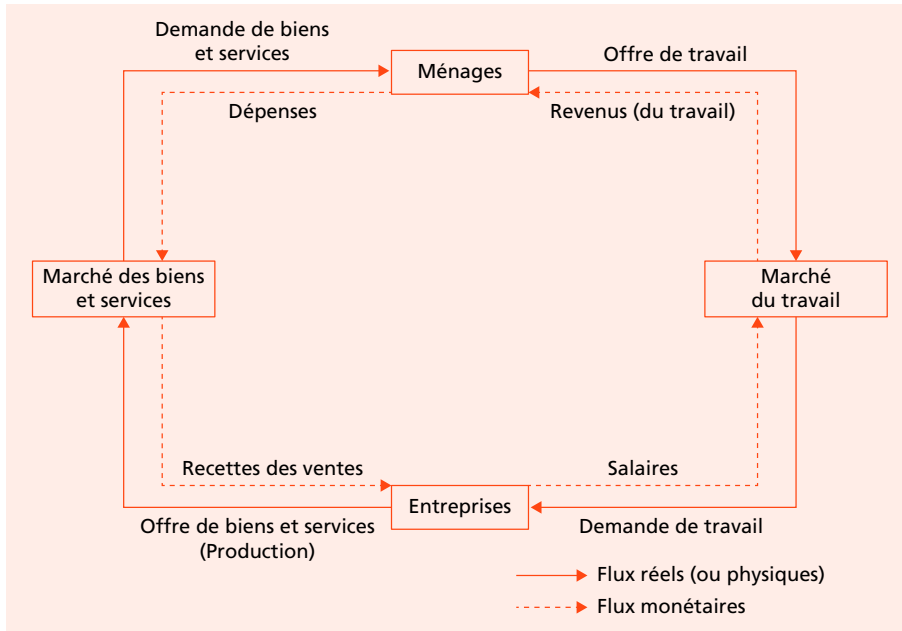 Demande de biens
et services
Ménages
Offre de travail
Dépenses
Revenus (du travail)
Marché des biens
et services
Marché
du travail
Recettes des ventes
Salaires
Entreprises
Offre de biens et services
(Production)
Demande de travail
Flux réels (ou physiques)
Flux monétaires